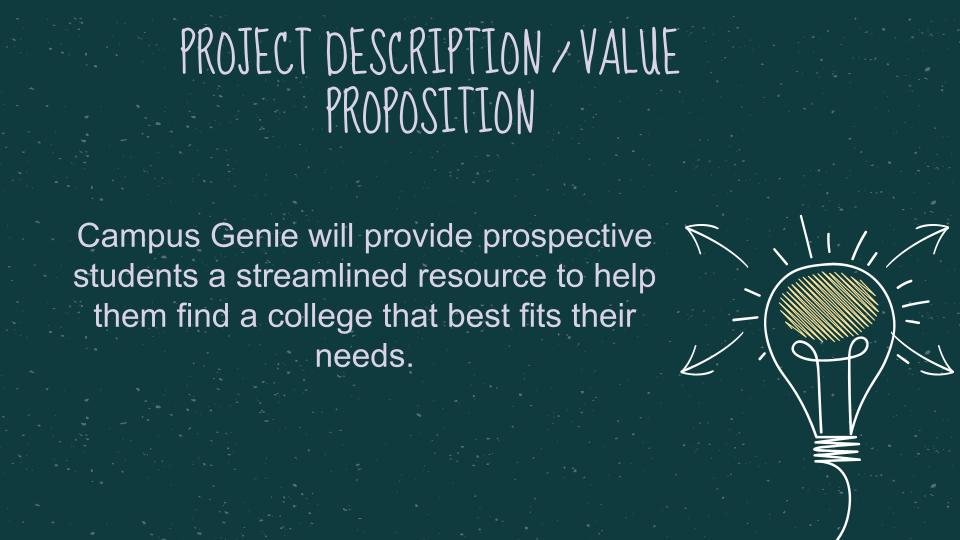 PROJECT DESCRIPTION / VALUE
PROPOSITION
Campus Genie will provide prospective
students a streamlined resource to help
them find a college that best fits their
needs.